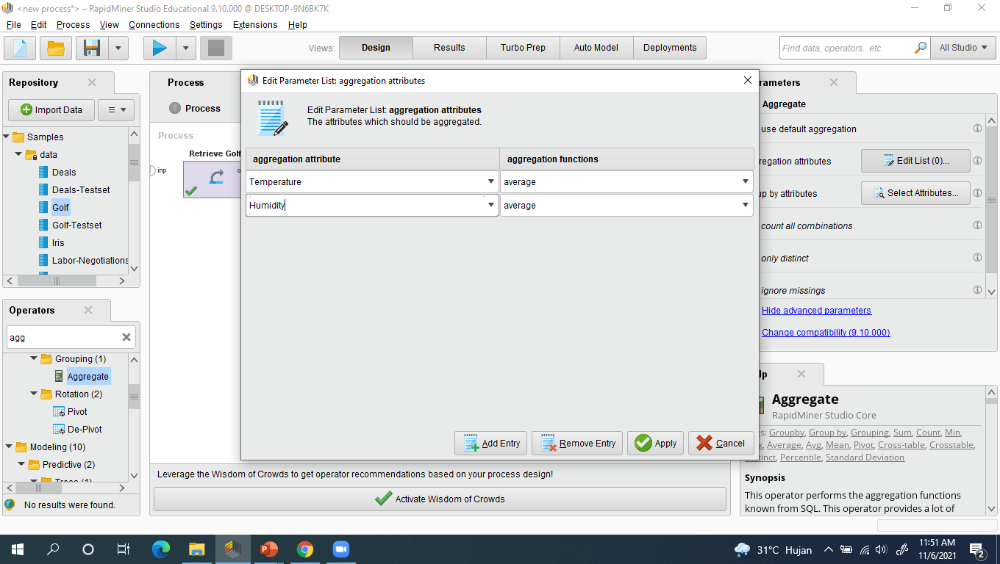 <new process*> – RapidMiner Studio Educational 9.10.000 @ DESKTOP-9N6BK7K
File Edit Process View Connections Settings Extensions Help
Views: Design Results Turbo Prep Auto Model Deployments
Find data, operators...etc
All Studio
Repository
Import Data
Samples
data
Deals
Deals-Testset
Golf
Golf-Testset
Iris
Labor-Negotiations
Operators
agg
Grouping (1)
Aggregate
Rotation (2)
Pivot
De-Pivot
Modeling (10)
Predictive (2)
Trees (1)
No results were found.
Process
Process
Process
Retrieve Golf
inp
Edit Parameter List: aggregation attributes
Edit Parameter List: aggregation attributes
The attributes which should be aggregated.
aggregation attribute aggregation functions
Temperature average
Humidity average
Add Entry Remove Entry Apply Cancel
Leverage the Wisdom of Crowds to get operator recommendations based on your process design!
Activate Wisdom of Crowds
rameters
Aggregate
use default aggregation
regation attributes Edit List (0)...
up by attributes Select Attributes...
count all combinations
only distinct
ignore missings
Hide advanced parameters
Change compatibility (9.10.000)
lp
Aggregate
RapidMiner Studio Core
s: Groupby, Group by, Grouping, Sum, Count, Min,
x, Average, Avg, Mean, Pivot, Cross-table, Crosstable,
tinct, Percentile, Standard Deviation
Synopsis
This operator performs the aggregation functions
known from SQL. This operator provides a lot of
31°C Hujan
11:51 AM
11/6/2021
2